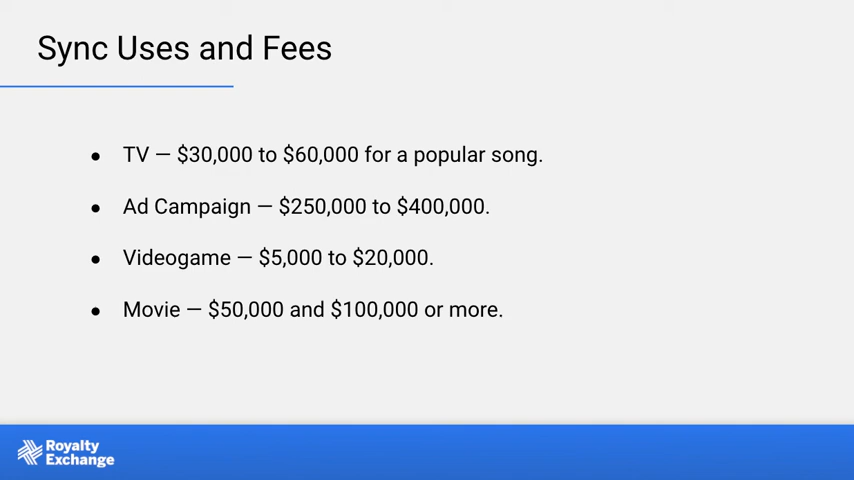 Sync Uses and Fees
● TV — $30,000 to $60,000 for a popular song.
● Ad Campaign — $250,000 to $400,000.
● Videogame — $5,000 to $20,000.
● Movie — $50,000 and $100,000 or more.
Royalty
Exchange